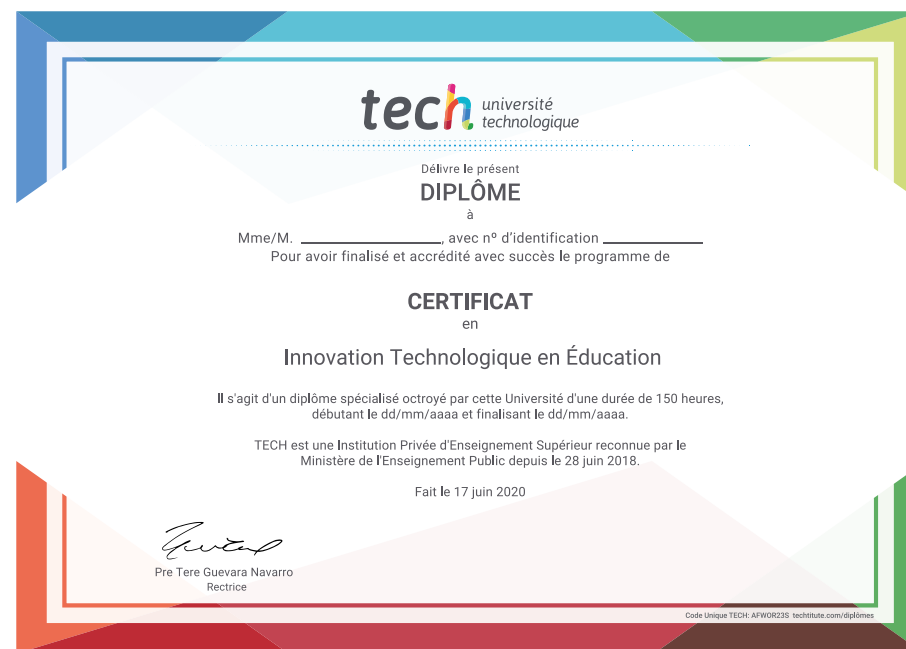 tech université
technologique
Délivre le présent
DIPLÔME
à
Mme/M. ____________________, avec nº d'identification ______________
Pour avoir finalisé et accrédité avec succès le programme de
CERTIFICAT
en
Innovation Technologique en Éducation
Il s'agit d'un diplôme spécialisé octroyé par cette Université d'une durée de 150 heures,
débutant le dd/mm/aaaa et finalisant le dd/mm/aaaa.
TECH est une Institution Privée d'Enseignement Supérieur reconnue par le
Ministère de l'Enseignement Public depuis le 28 juin 2018.
Fait le 17 juin 2020
Pre Tere Guevara Navarro
Rectrice
Code Unique TECH: AFWOR23S techtitute.com/diplômes